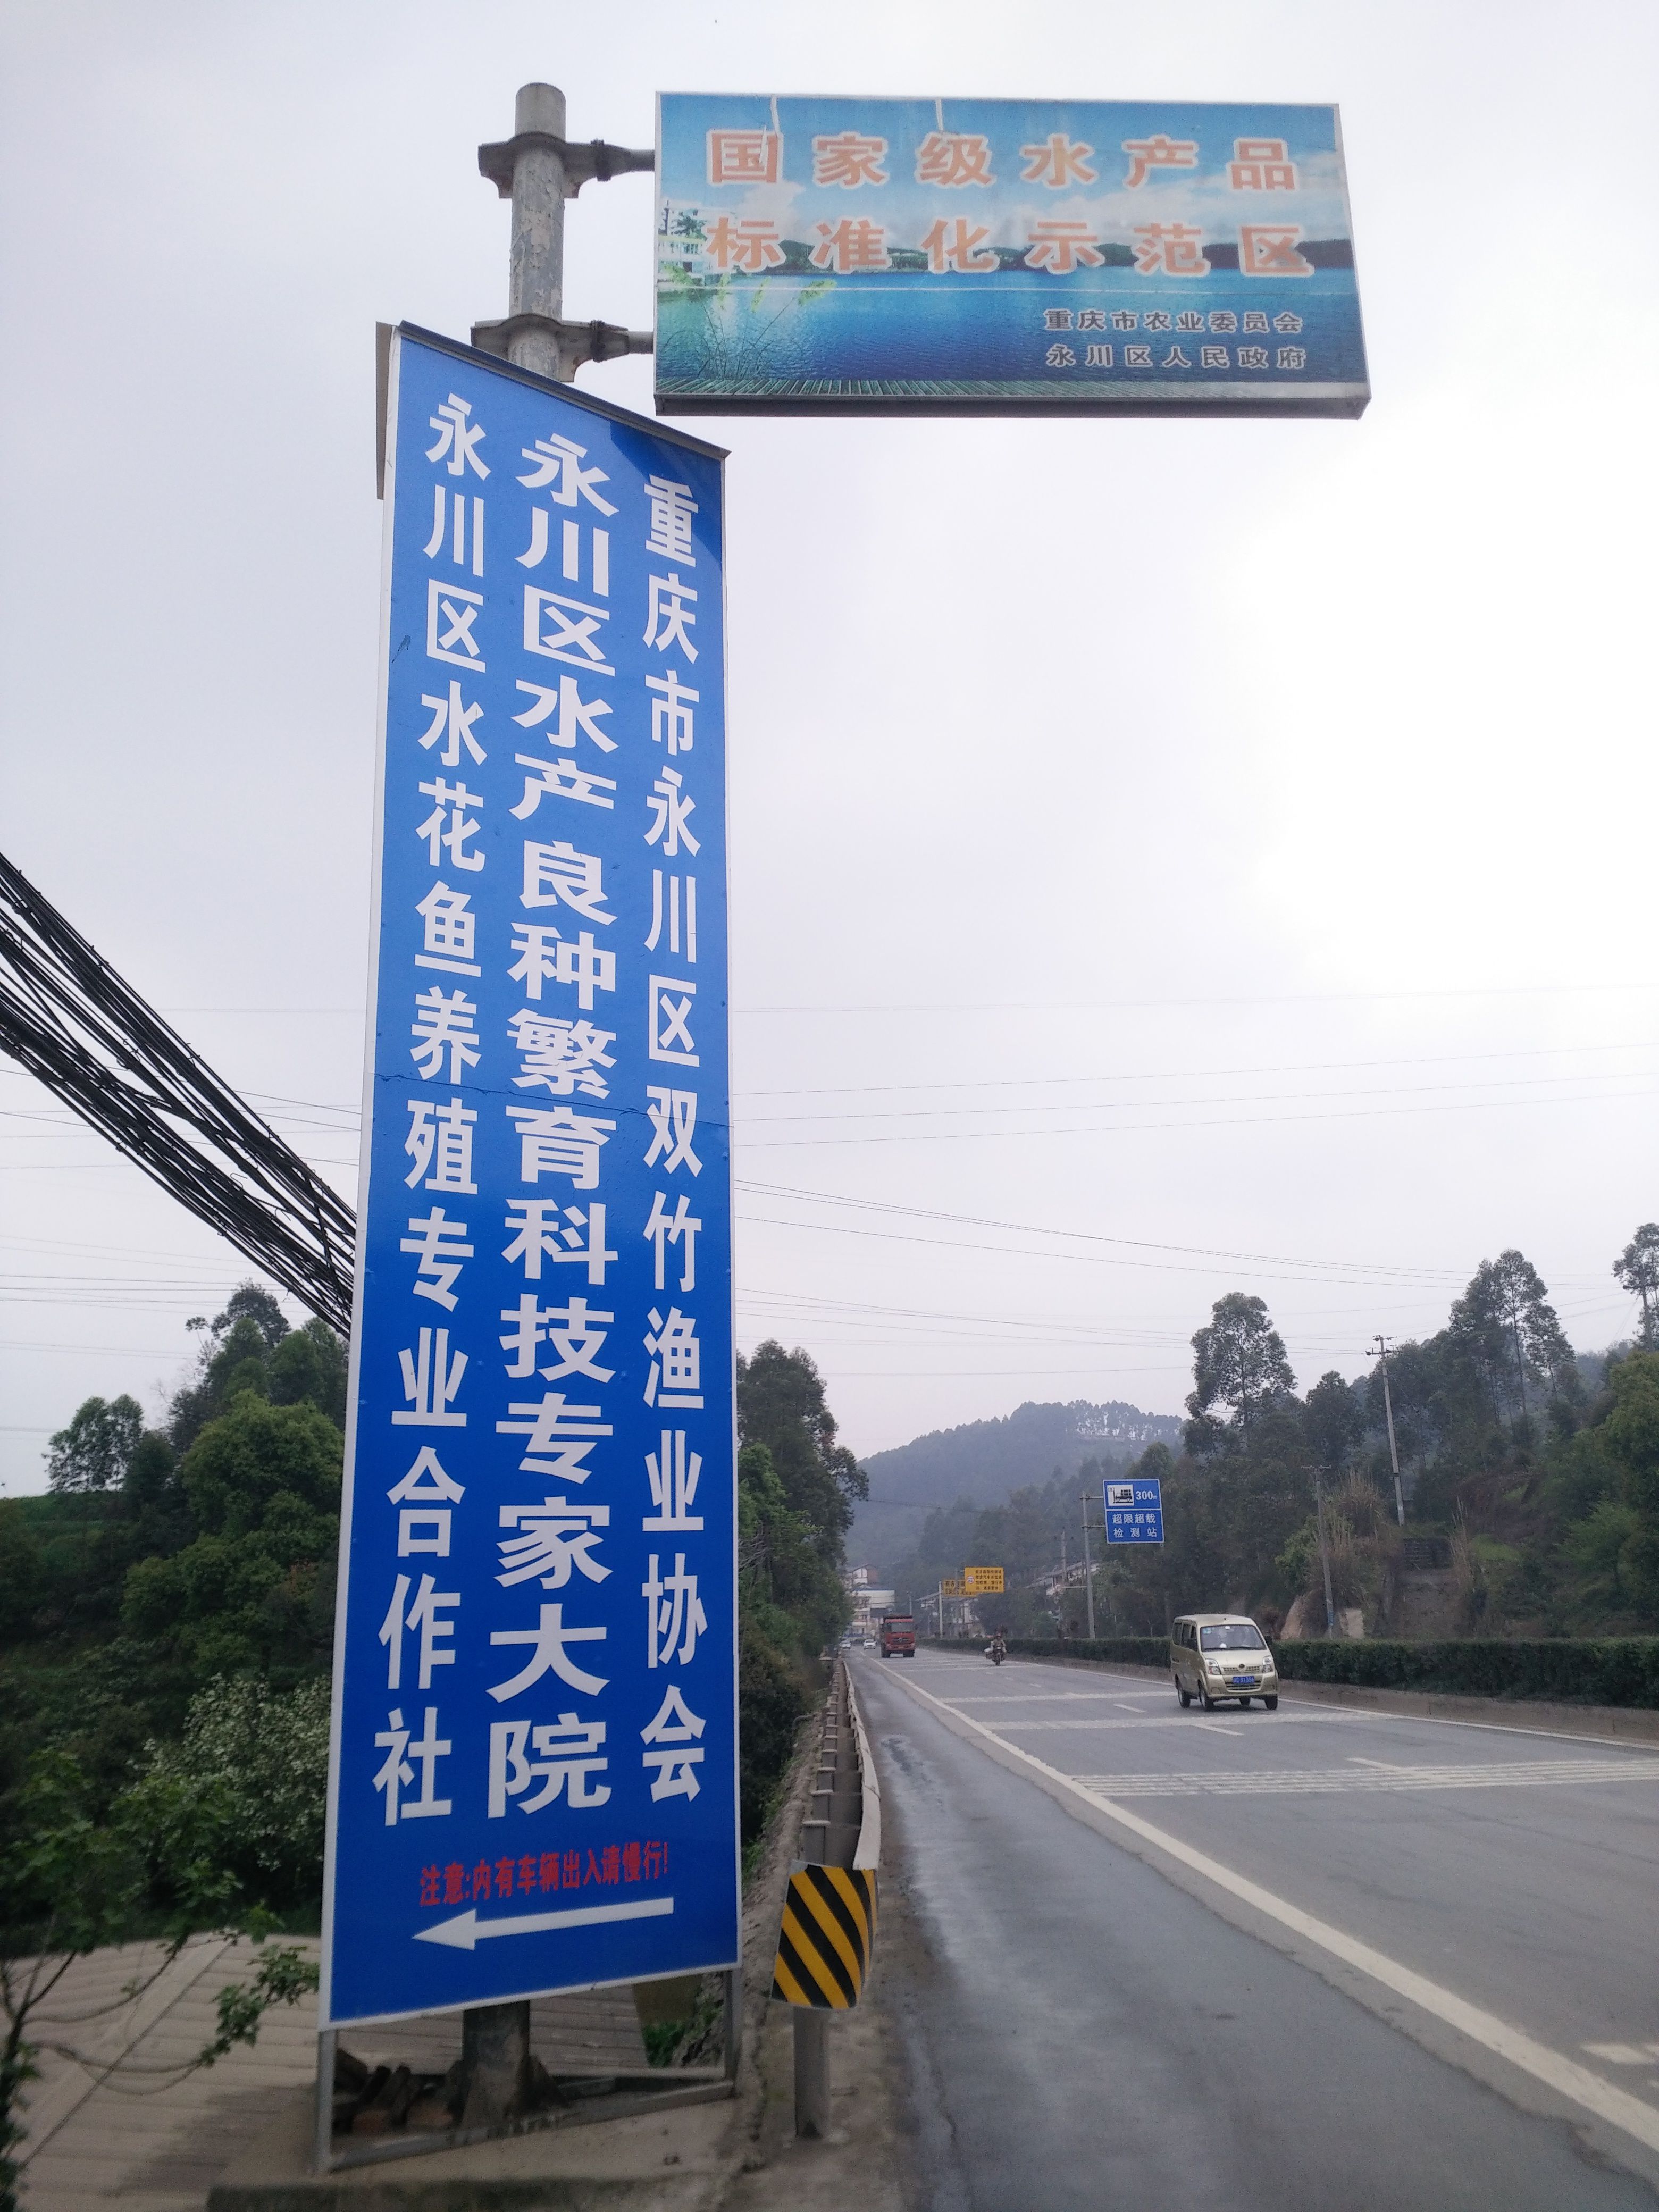 国家级水产品
标准化示范区
重庆市农业委员会
永川区人民政府
重庆市永川区双竹渔业协会
永川区水产良种繁育科技专家大院
永川区水花鱼养殖专业合作社
注意:内有车辆出入请慢行!
300m
超限超载
检测站